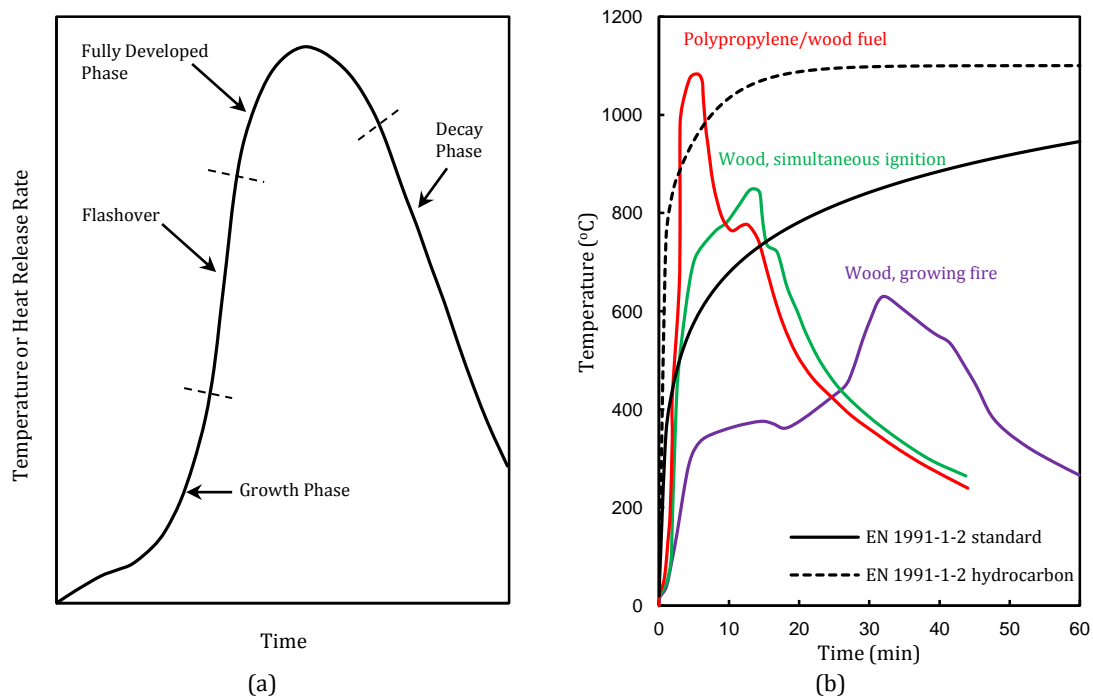 Temperature or Heat Release Rate
Fully Developed
Phase
Decay
Phase
Flashover
Growth Phase
Time
(a)
Temperature (ºC)
1200
1000
800
600
400
200
0
Polypropylene/wood fuel
Wood, simultaneous ignition
Wood, growing fire
EN 1991-1-2 standard
EN 1991-1-2 hydrocarbon
0 10 20 30 40 50 60
Time (min)
(b)